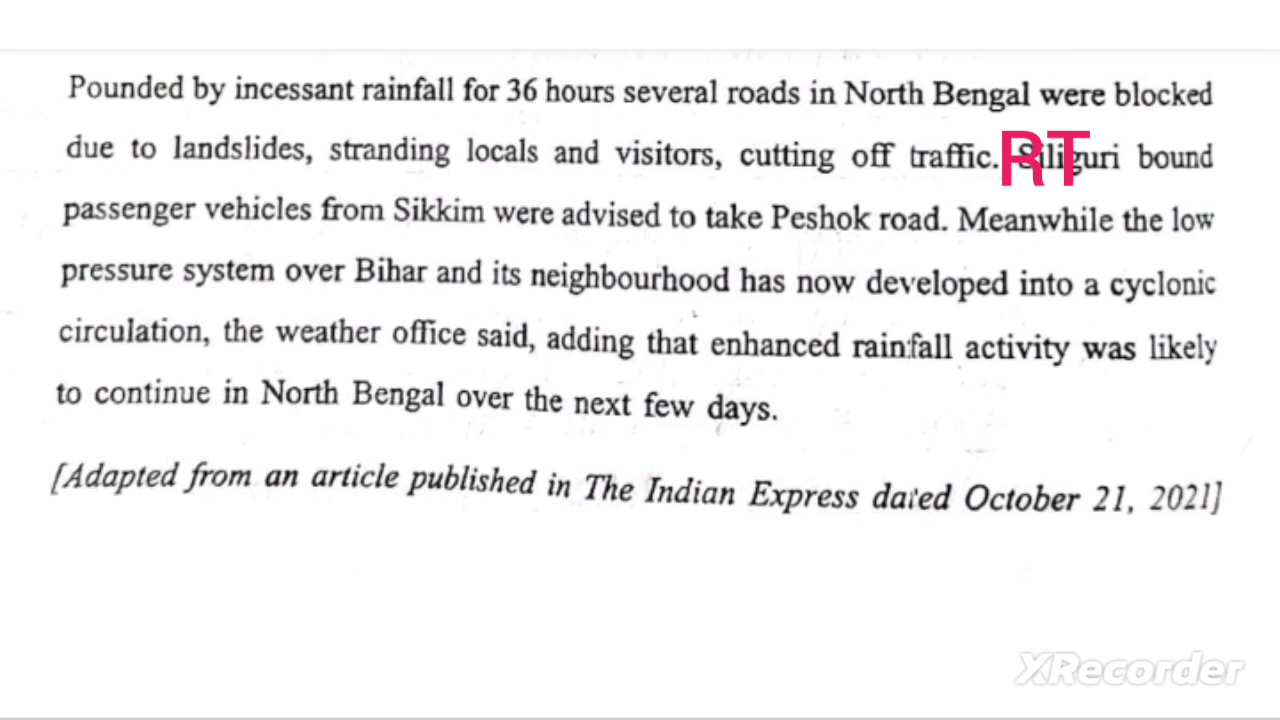 Pounded by incessant rainfall for 36 hours several roads in North Bengal were blocked
due to landslides, stranding locals and visitors, cutting off traffic. Siliguri bound
RT
passenger vehicles from Sikkim were advised to take Peshok road. Meanwhile the low
pressure system over Bihar and its neighbourhood has now developed into a cyclonic
circulation, the weather office said, adding that enhanced rainfall activity was likely
to continue in North Bengal over the next few days.
[Adapted from an article published in The Indian Express dated October 21, 2021]
XRecorder